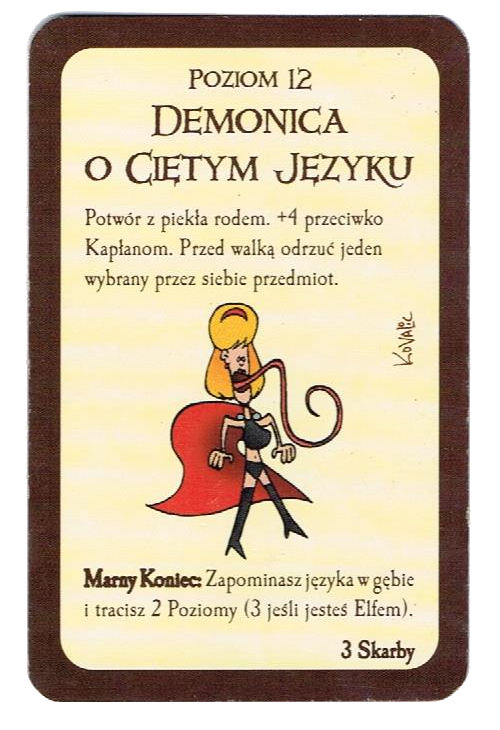 Poziom 12
Demonica
o Ciętym Języku
Potwór z piekła rodem. +4 przeciwko
Kapłanom. Przed walką odrzuć jeden
wybrany przez siebie przedmiot.
Kovalic
Marny Koniec: Zapominasz języka w gębie
i tracisz 2 Poziomy (3 jeśli jesteś Elfem).
3 Skarby